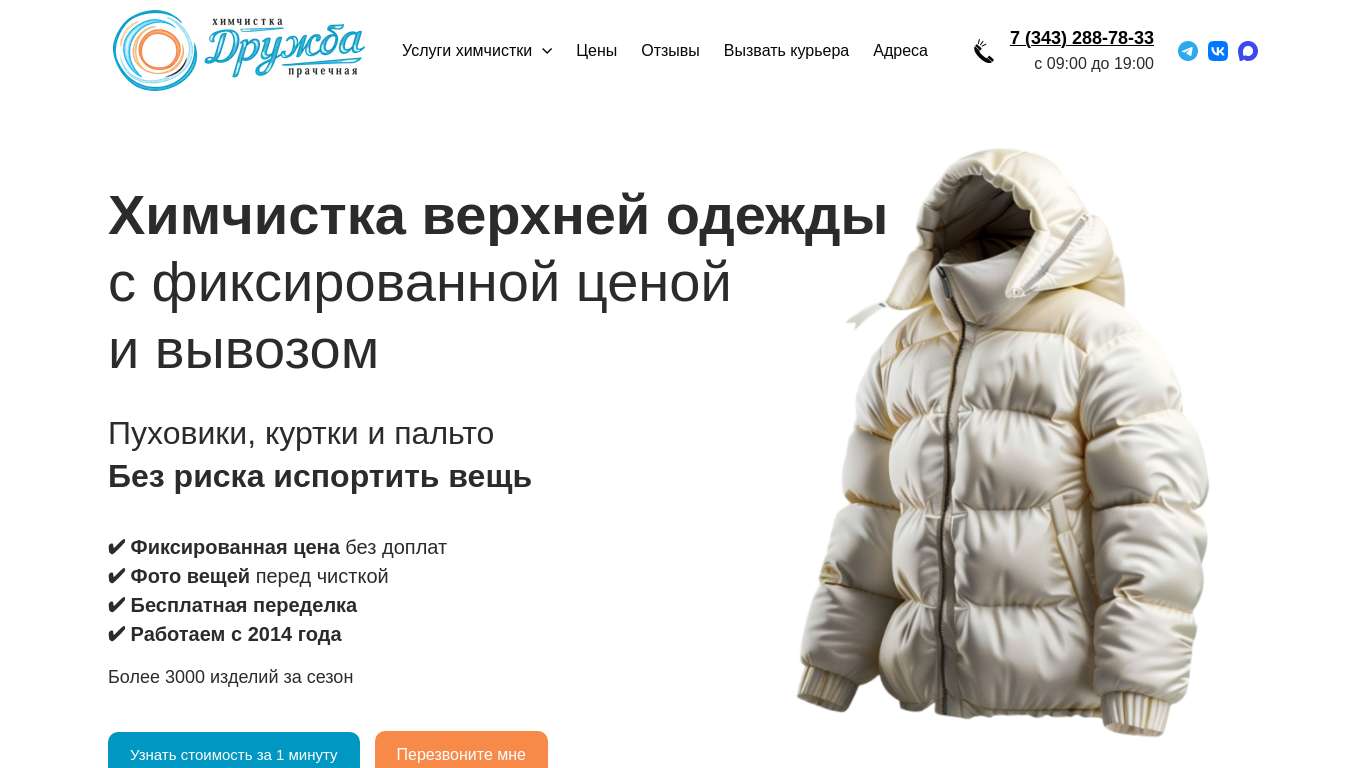 химчистка
Дружба
прачечная
Услуги химчистки
Цены
Отзывы
Вызвать курьера
Адреса
7 (343) 288-78-33
с 09:00 до 19:00
Химчистка верхней одежды
с фиксированной ценой
и вывозом
Пуховики, куртки и пальто
Без риска испортить вещь
✔ Фиксированная цена без доплат
✔ Фото вещей перед чисткой
✔ Бесплатная переделка
✔ Работаем с 2014 года
Более 3000 изделий за сезон
Узнать стоимость за 1 минуту
Перезвоните мне